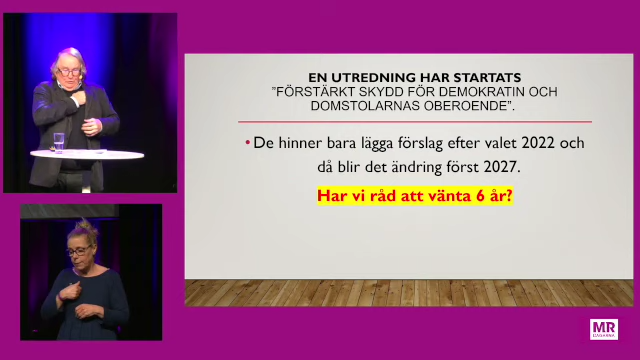 EN UTREDNING HAR STARTATS
"FÖRSTÄRKT SKYDD FÖR DEMOKRATIN OCH
DOMSTOLARNAS OBEROENDE".
• De hinner bara lägga förslag efter valet 2022 och
då blir det ändring först 2027.
Har vi råd att vänta 6 år?
MR
DAGARNA